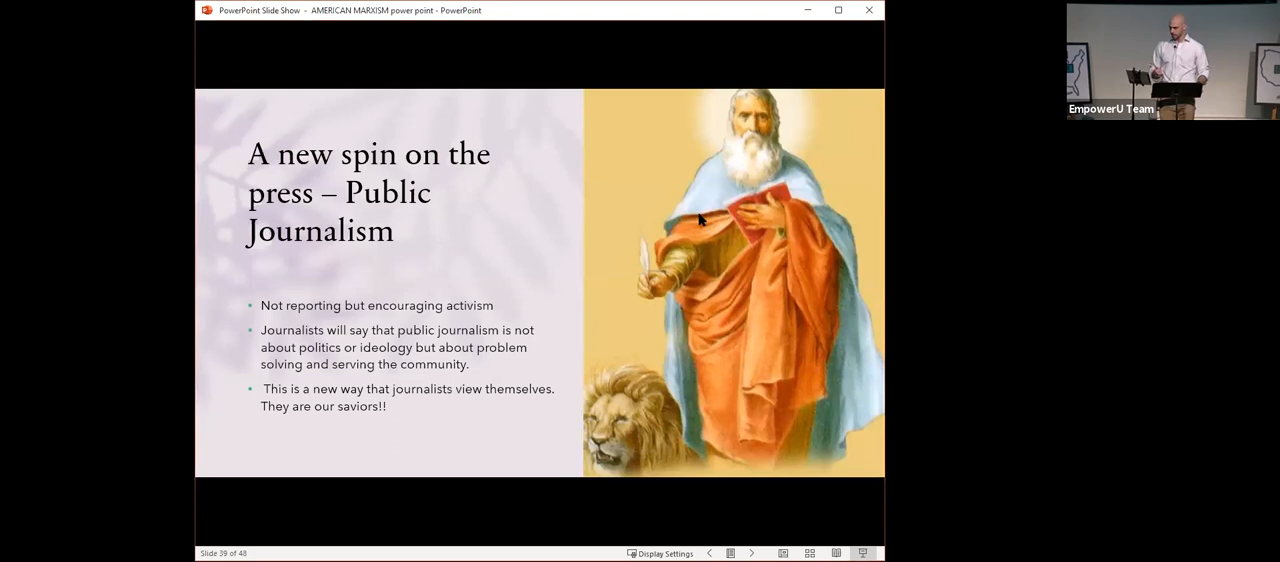 PowerPoint Slide Show - AMERICAN MARXISM power point - PowerPoint
EmpowerU Team
A new spin on the
press – Public
Journalism
• Not reporting but encouraging activism
• Journalists will say that public journalism is not
about politics or ideology but about problem
solving and serving the community.
• This is a new way that journalists view themselves.
They are our saviors!!
Slide 39 of 48
Display Settings